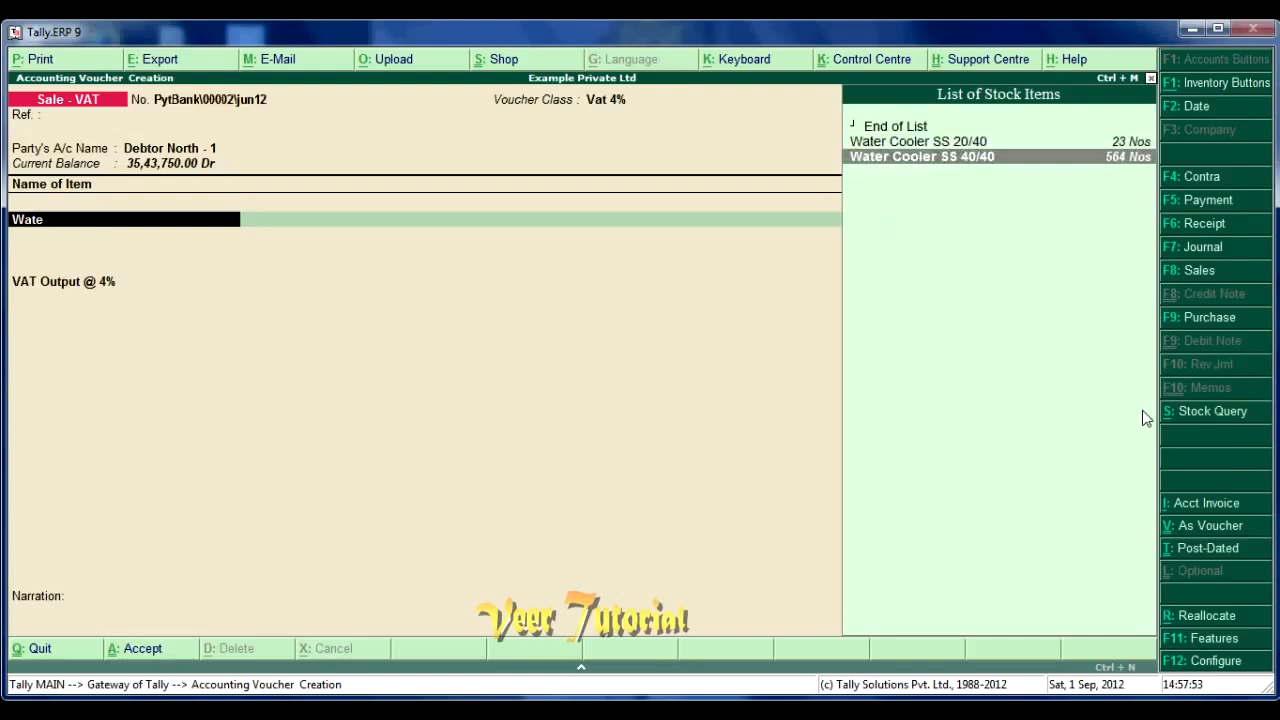 Tally.ERP 9
P: Print E: Export M: E-Mail O: Upload S: Shop G: Language K: Keyboard K: Control Centre H: Support Centre H: Help
Accounting Voucher Creation Example Private Ltd Ctrl + M
Sale - VAT No. PytBank\00002\jun12 Voucher Class : Vat 4%
Ref. :
Party's A/c Name : Debtor North - 1
Current Balance : 35,43,750.00 Dr
Name of Item
Wate
VAT Output @ 4%
Narration:
Veer Tutorial
List of Stock Items
End of List
Water Cooler SS 20/40 23 Nos
Water Cooler SS 40/40 564 Nos
F1: Accounts Buttons
F1: Inventory Buttons
F2: Date
F3: Company
F4: Contra
F5: Payment
F6: Receipt
F7: Journal
F8: Sales
F8: Credit Note
F9: Purchase
F9: Debit Note
F10: Rev Jrnl
F10: Memos
S: Stock Query
I: Acct Invoice
V: As Voucher
T: Post-Dated
L: Optional
R: Reallocate
F11: Features
F12: Configure
Q: Quit A: Accept D: Delete X: Cancel
Ctrl + N
Tally MAIN --> Gateway of Tally --> Accounting Voucher Creation (c) Tally Solutions Pvt. Ltd., 1988-2012 Sat, 1 Sep, 2012 14:57:53